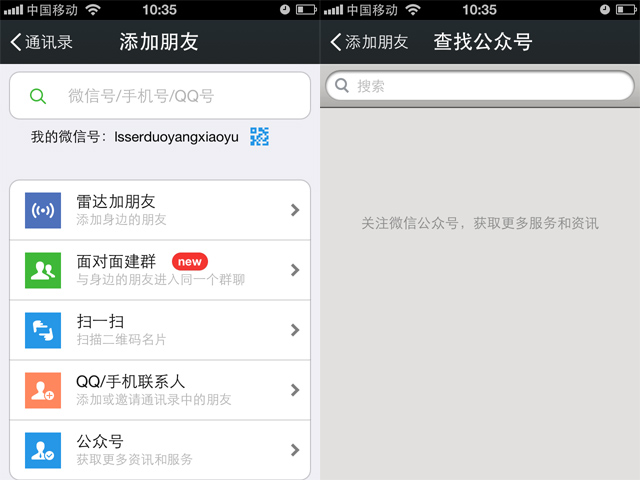 中国移动 10:35
通讯录 添加朋友
微信号/手机号/QQ号
我的微信号：lsserduoyangxiaoyu
雷达加朋友
添加身边的朋友
面对面建群 new
与身边的朋友进入同一个群聊
扫一扫
扫描二维码名片
QQ/手机联系人
添加或邀请通讯录中的朋友
公众号
获取更多资讯和服务
中国移动 10:35
添加朋友 查找公众号
搜索
关注微信公众号，获取更多服务和资讯